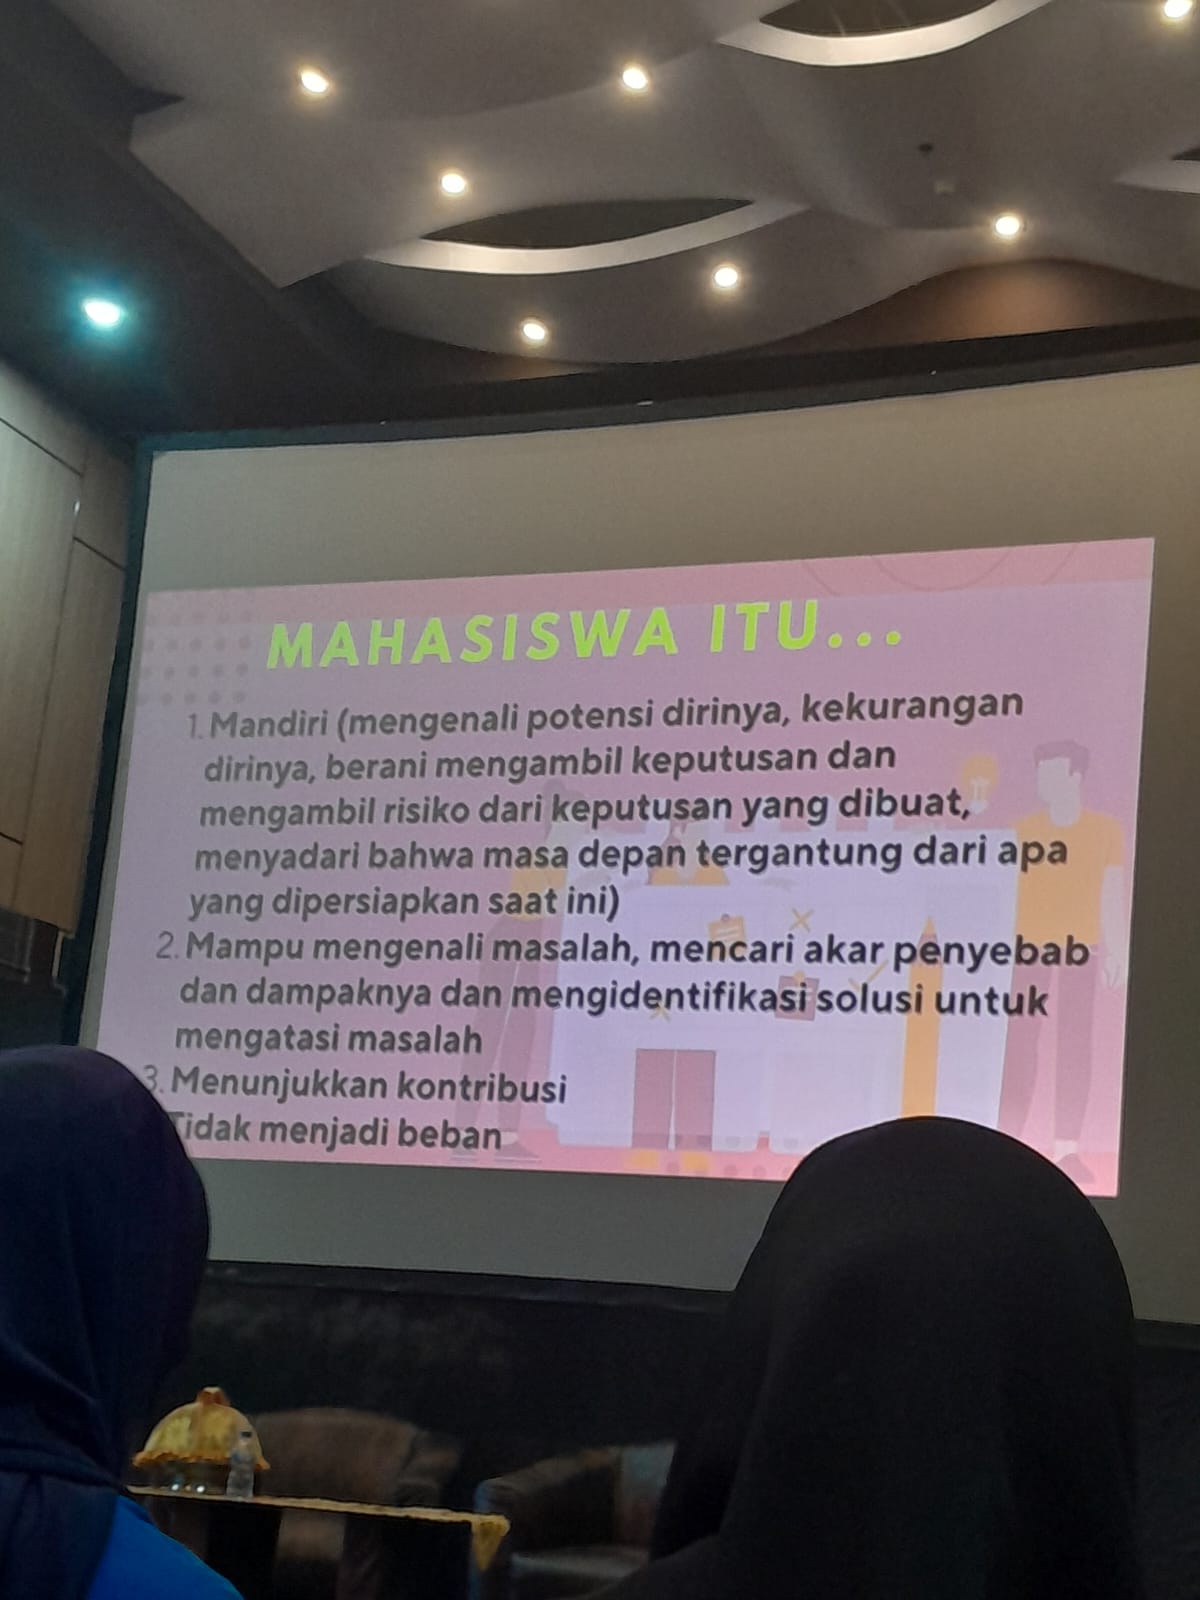 MAHASISWA ITU...
1. Mandiri (mengenali potensi dirinya, kekurangan
dirinya, berani mengambil keputusan dan
mengambil risiko dari keputusan yang dibuat,
menyadari bahwa masa depan tergantung dari apa
yang dipersiapkan saat ini)
2. Mampu mengenali masalah, mencari akar penyebab
dan dampaknya dan mengidentifikasi solusi untuk
mengatasi masalah
3. Menunjukkan kontribusi
Tidak menjadi beban